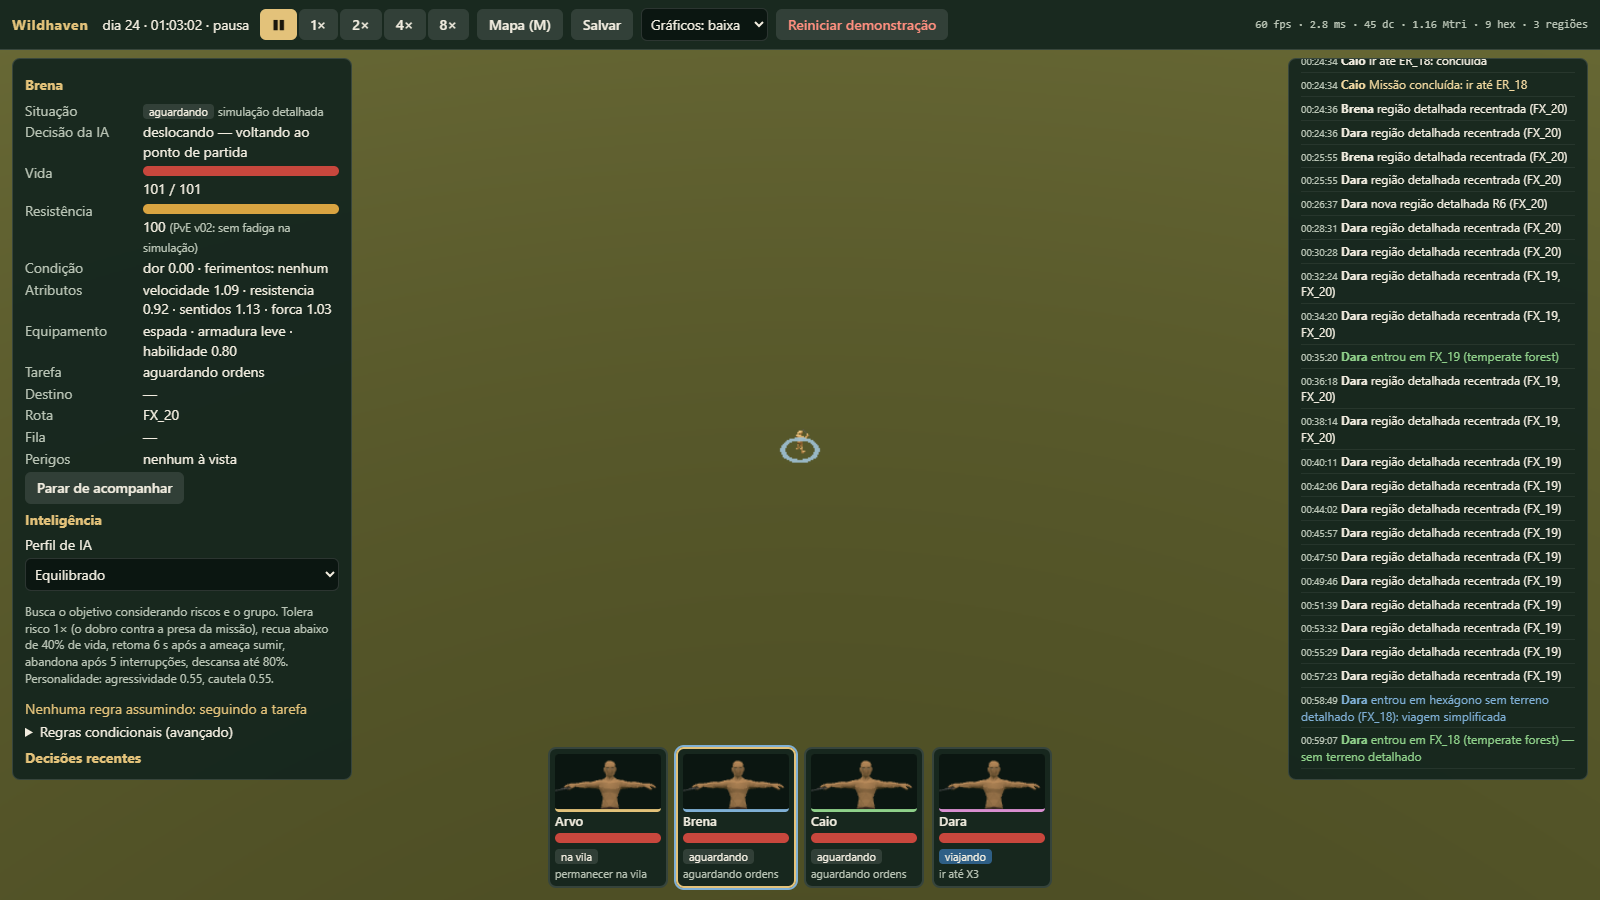 Wildhaven dia 24 · 01:03:02 · pausa 1× 2× 4× 8× Mapa (M) Salvar Gráficos: baixa Reiniciar demonstração 60 fps · 2.8 ms · 45 dc · 1.16 Mtri · 9 hex · 3 regiões
Brena
Situação aguardando simulação detalhada
Decisão da IA deslocando — voltando ao
ponto de partida
Vida
101 / 101
Resistência
100 (PvE v02: sem fadiga na
simulação)
Condição dor 0.00 · ferimentos: nenhum
Atributos velocidade 1.09 · resistencia
0.92 · sentidos 1.13 · forca 1.03
Equipamento espada · armadura leve ·
habilidade 0.80
Tarefa aguardando ordens
Destino —
Rota FX_20
Fila —
Perigos nenhum à vista
Parar de acompanhar
Inteligência
Perfil de IA
Equilibrado
Busca o objetivo considerando riscos e o grupo. Tolera
risco 1× (o dobro contra a presa da missão), recua abaixo
de 40% de vida, retoma 6 s após a ameaça sumir,
abandona após 5 interrupções, descansa até 80%.
Personalidade: agressividade 0.55, cautela 0.55.
Nenhuma regra assumindo: seguindo a tarefa
Regras condicionais (avançado)
Decisões recentes
00:24:34 Caio ir até ER_18: concluída
00:24:34 Caio Missão concluída: ir até ER_18
00:24:36 Brena região detalhada recentrada (FX_20)
00:24:36 Dara região detalhada recentrada (FX_20)
00:25:55 Brena região detalhada recentrada (FX_20)
00:25:55 Dara região detalhada recentrada (FX_20)
00:26:37 Dara nova região detalhada R6 (FX_20)
00:28:31 Dara região detalhada recentrada (FX_20)
00:30:28 Dara região detalhada recentrada (FX_20)
00:32:24 Dara região detalhada recentrada (FX_19,
FX_20)
00:34:20 Dara região detalhada recentrada (FX_19,
FX_20)
00:35:20 Dara entrou em FX_19 (temperate forest)
00:36:18 Dara região detalhada recentrada (FX_19,
FX_20)
00:38:14 Dara região detalhada recentrada (FX_19,
FX_20)
00:40:11 Dara região detalhada recentrada (FX_19)
00:42:06 Dara região detalhada recentrada (FX_19)
00:44:02 Dara região detalhada recentrada (FX_19)
00:45:57 Dara região detalhada recentrada (FX_19)
00:47:50 Dara região detalhada recentrada (FX_19)
00:49:46 Dara região detalhada recentrada (FX_19)
00:51:39 Dara região detalhada recentrada (FX_19)
00:53:32 Dara região detalhada recentrada (FX_19)
00:55:29 Dara região detalhada recentrada (FX_19)
00:57:23 Dara região detalhada recentrada (FX_19)
00:58:49 Dara entrou em hexágono sem terreno
detalhado (FX_18): viagem simplificada
00:59:07 Dara entrou em FX_18 (temperate forest) —
sem terreno detalhado
Arvo Brena Caio Dara
na vila aguardando aguardando viajando
permanecer na vila aguardando ordens aguardando ordens ir até X3